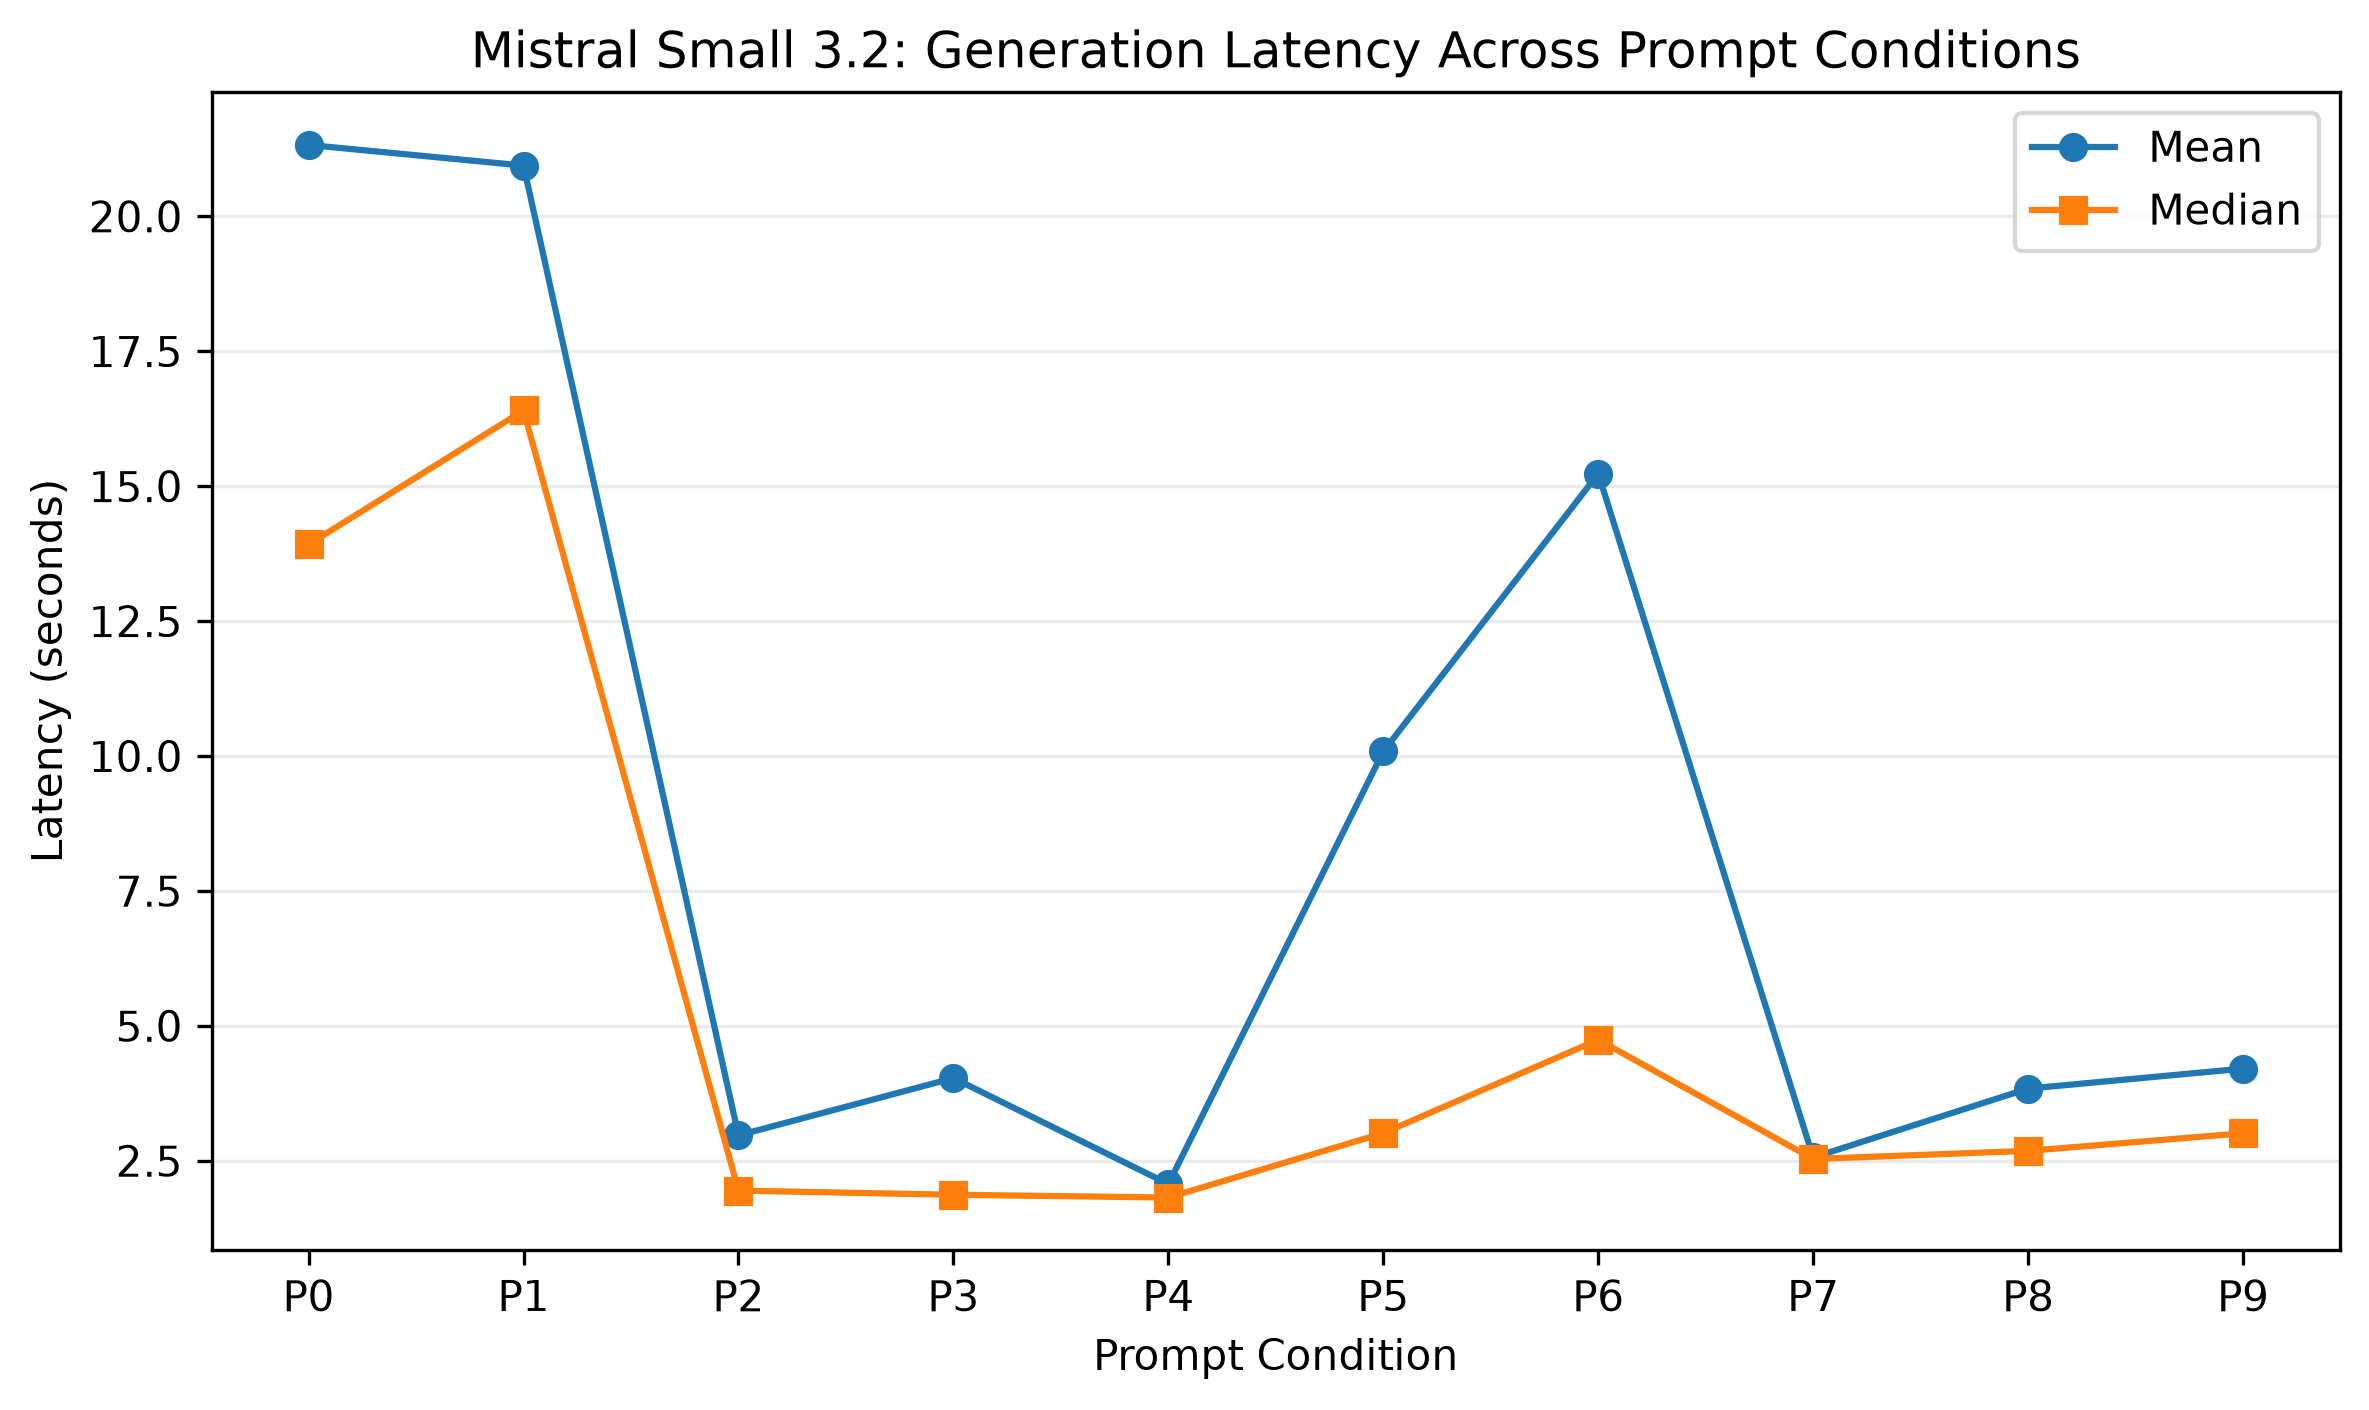 Mistral Small 3.2: Generation Latency Across Prompt Conditions
Mean
Median
Latency (seconds)
20.0
17.5
15.0
12.5
10.0
7.5
5.0
2.5
P0 P1 P2 P3 P4 P5 P6 P7 P8 P9
Prompt Condition